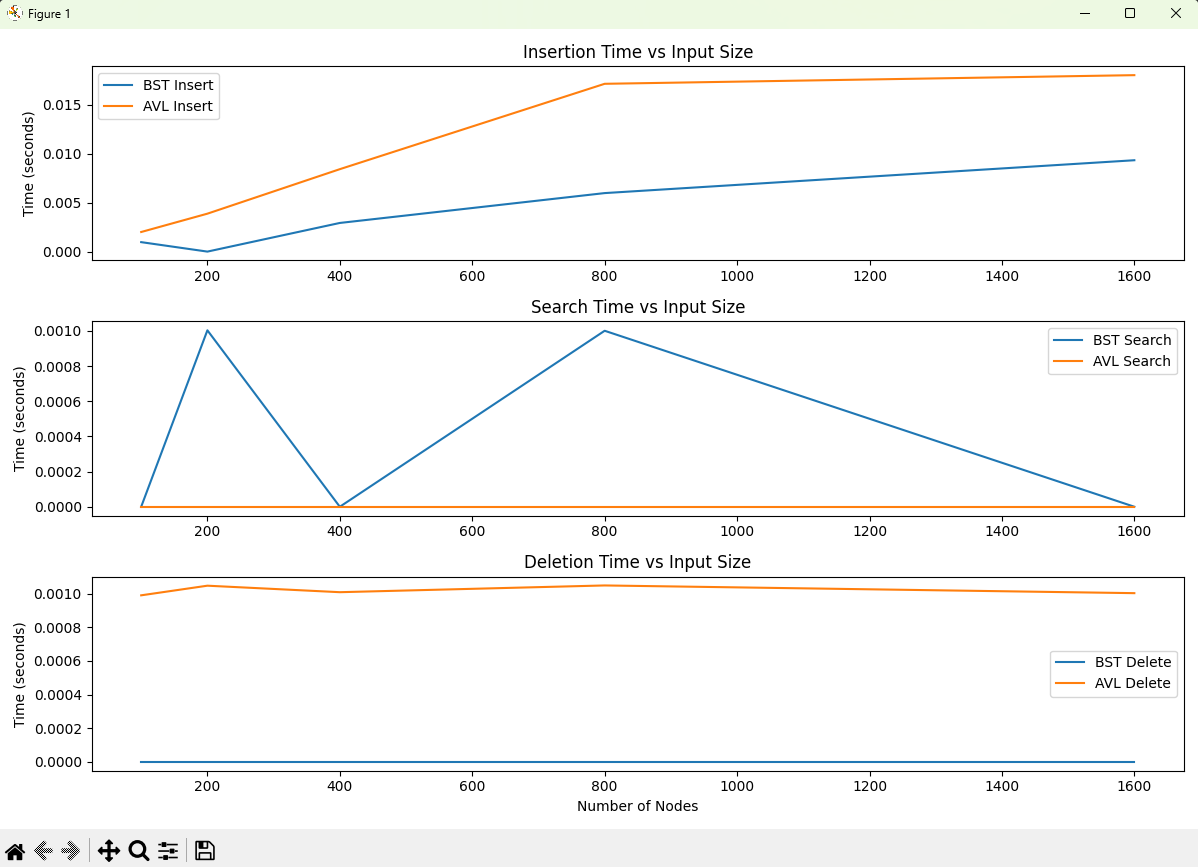 Figure 1
Insertion Time vs Input Size
BST Insert
AVL Insert
Time (seconds)
0.015
0.010
0.005
0.000
200 400 600 800 1000 1200 1400 1600
Search Time vs Input Size
BST Search
AVL Search
Time (seconds)
0.0010
0.0008
0.0006
0.0004
0.0002
0.0000
200 400 600 800 1000 1200 1400 1600
Deletion Time vs Input Size
BST Delete
AVL Delete
Time (seconds)
0.0010
0.0008
0.0006
0.0004
0.0002
0.0000
200 400 600 800 1000 1200 1400 1600
Number of Nodes